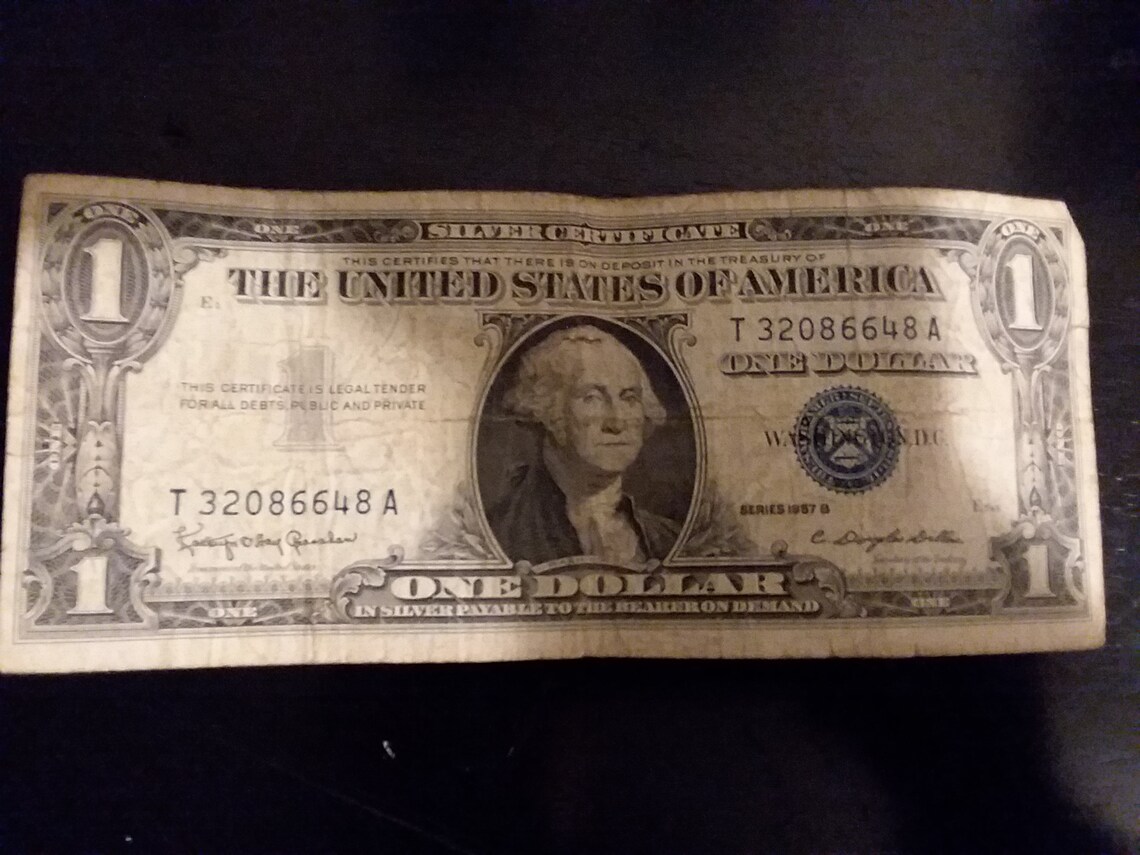 ONE
ONE
SILVER CERTIFICATE
ONE
ONE
1
1
THIS CERTIFIES THAT THERE IS ON DEPOSIT IN THE TREASURY OF
THE UNITED STATES OF AMERICA
T 32086648 A
ONE DOLLAR
1
THIS CERTIFICATE IS LEGAL TENDER
FOR ALL DEBTS, PUBLIC AND PRIVATE
WASHINGTON, D.C.
T 32086648 A
SERIES 1957 B
1
1
ONE DOLLAR
IN SILVER PAYABLE TO THE BEARER ON DEMAND
ONE
ONE